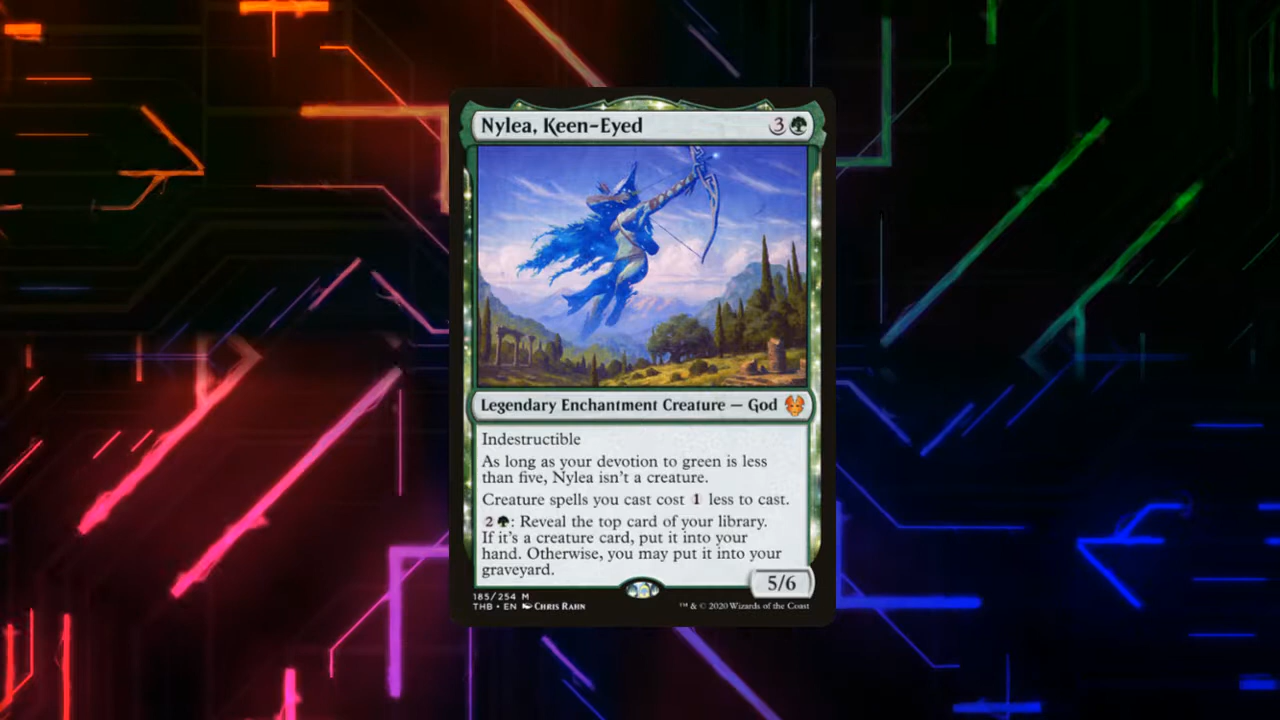 Nylea, Keen-Eyed 3
Legendary Enchantment Creature — God
Indestructible
As long as your devotion to green is less
than five, Nylea isn't a creature.
Creature spells you cast cost 1 less to cast.
2 : Reveal the top card of your library.
If it's a creature card, put it into your
hand. Otherwise, you may put it into your
graveyard.
5/6
185/254 M
THB • EN Chris Rahn
™ & © 2020 Wizards of the Coast